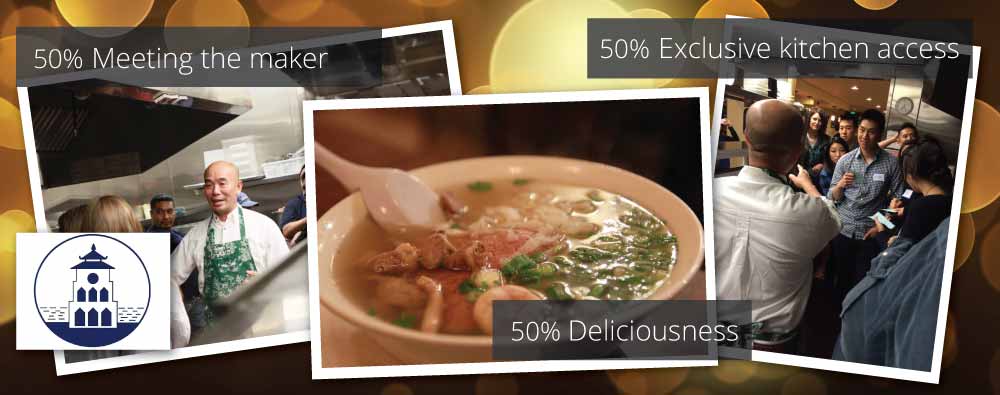 50% Meeting the maker
50% Exclusive kitchen access
50% Deliciousness